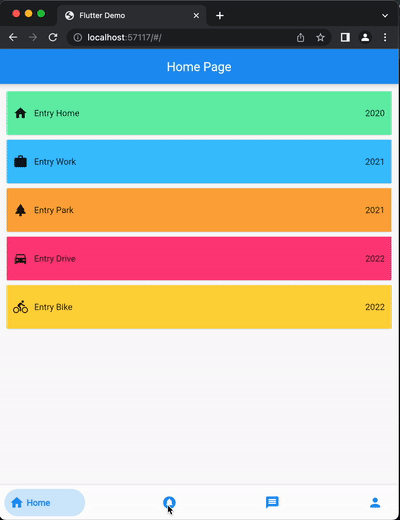 Flutter Demo
localhost:57117/#/
Home Page
Entry Home 2020
Entry Work 2021
Entry Park 2021
Entry Drive 2022
Entry Bike 2022
Home